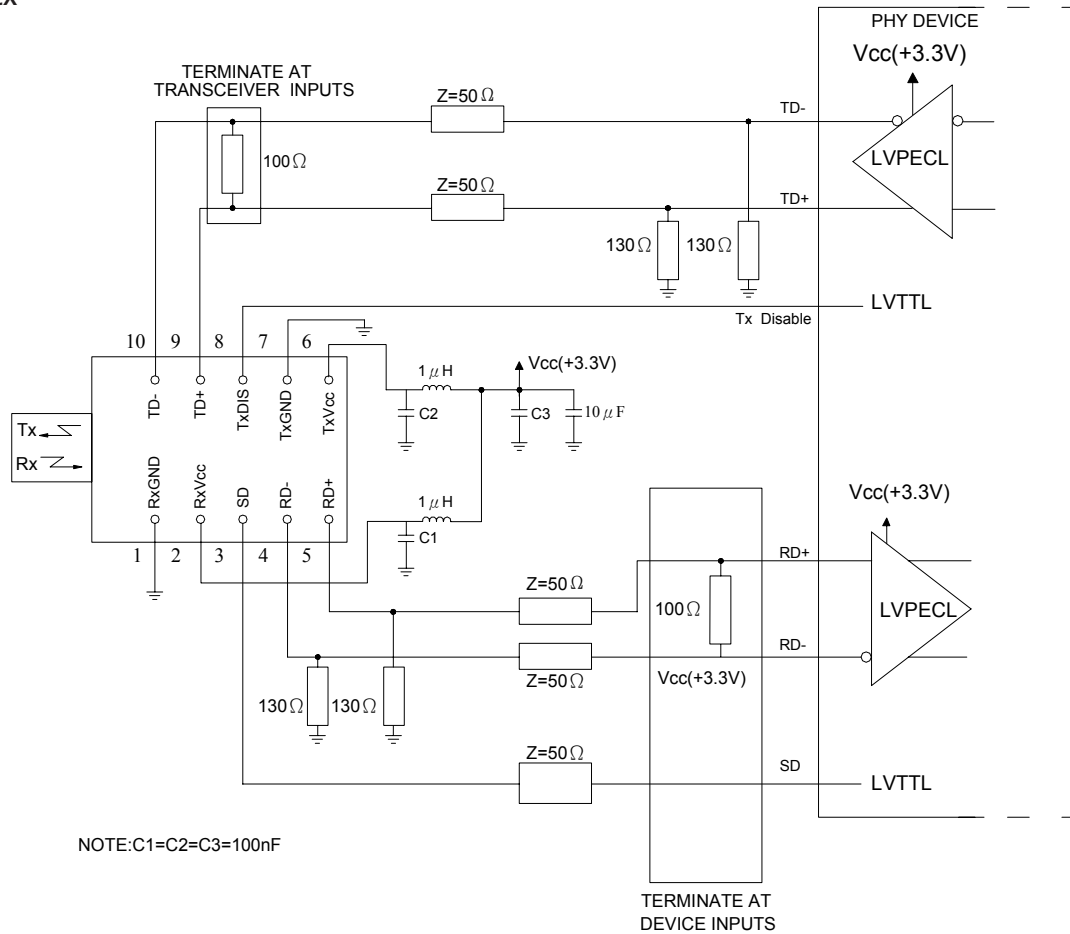 PHY DEVICE
Vcc(+3.3V)
TERMINATE AT
TRANSCEIVER INPUTS
Z=50Ω
TD-
LVPECL
100Ω
Z=50Ω
TD+
130Ω
130Ω
LVTTL
Tx Disable
10
9
8
7
6
1μH
Vcc(+3.3V)
TD-
TD+
TxDIS
TxGND
TxVcc
C2
C3
10μF
Tx
Rx
RxGND
RxVcc
SD
RD-
RD+
1μH
C1
Vcc(+3.3V)
1
2
3
4
5
RD+
Z=50Ω
100Ω
LVPECL
RD-
Z=50Ω
Vcc(+3.3V)
130Ω
130Ω
Z=50Ω
SD
LVTTL
NOTE:C1=C2=C3=100nF
TERMINATE AT
DEVICE INPUTS